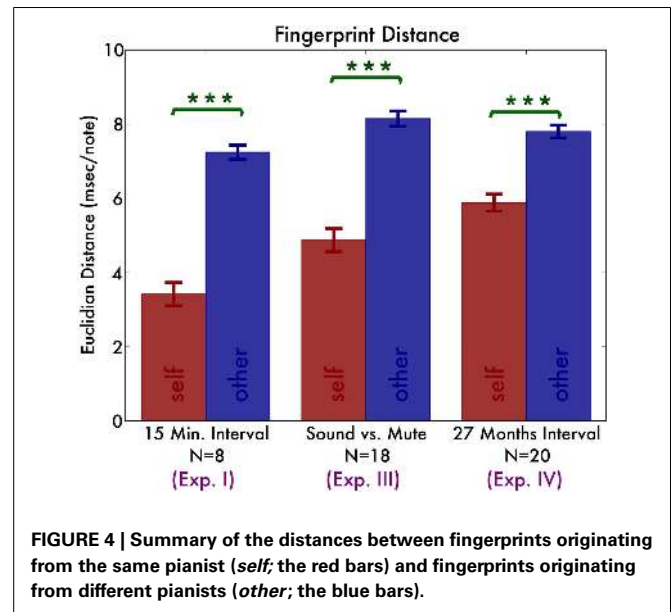 Fingerprint Distance
10
8
6
4
2
0
Euclidian Distance (msec/note)
***
***
***
self
other
self
other
self
other
15 Min. Interval
N=8
(Exp. I)
Sound vs. Mute
N=18
(Exp. III)
27 Months Interval
N=20
(Exp. IV)
FIGURE 4 | Summary of the distances between fingerprints originating
from the same pianist (self; the red bars) and fingerprints originating
from different pianists (other; the blue bars).